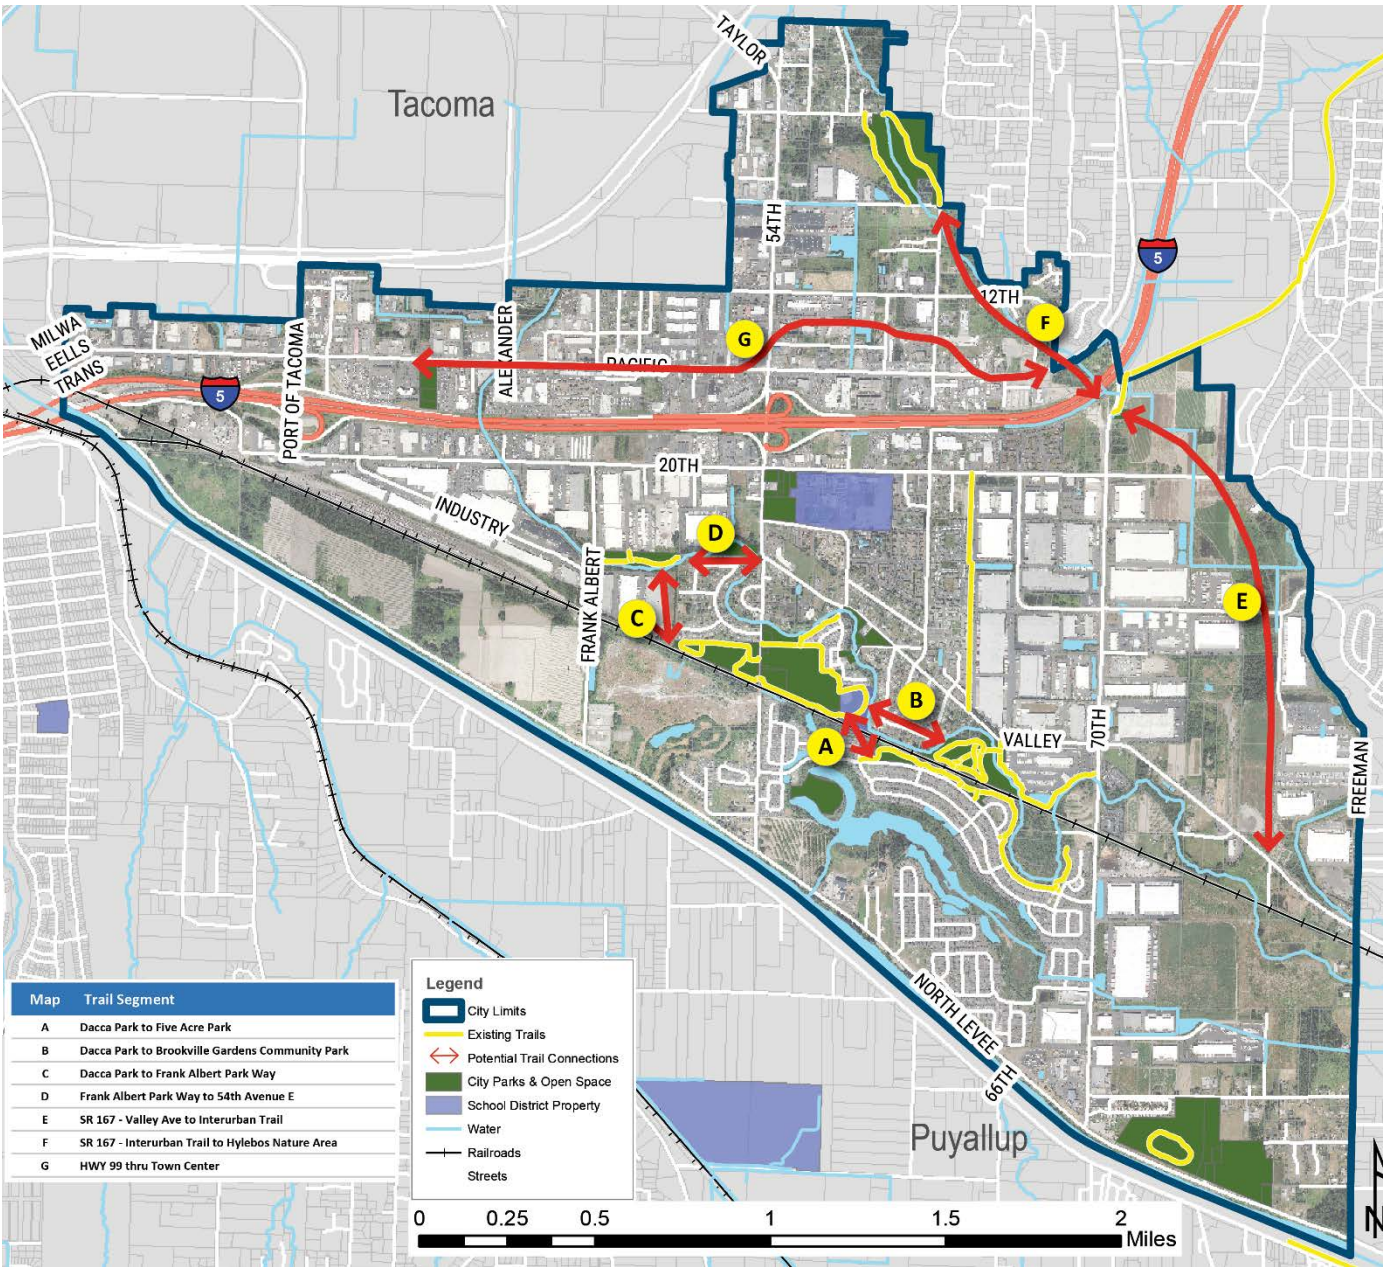 TAYLOR
Tacoma
54TH
5
12TH
F
MILWA
EELLS
TRANS
PORT OF TACOMA
ALEXANDER
G
PACIFIC
5
20TH
INDUSTRY
D
FRANK ALBERT
C
E
B
A
VALLEY
70TH
FREEMAN
NORTH LEVEE
66TH
Puyallup
Map Trail Segment
A Dacca Park to Five Acre Park
B Dacca Park to Brookville Gardens Community Park
C Dacca Park to Frank Albert Park Way
D Frank Albert Park Way to 54th Avenue E
E SR 167 - Valley Ave to Interurban Trail
F SR 167 - Interurban Trail to Hylebos Nature Area
G HWY 99 thru Town Center
Legend
City Limits
Existing Trails
Potential Trail Connections
City Parks & Open Space
School District Property
Water
Railroads
Streets
N
0 0.25 0.5 1 1.5 2
Miles